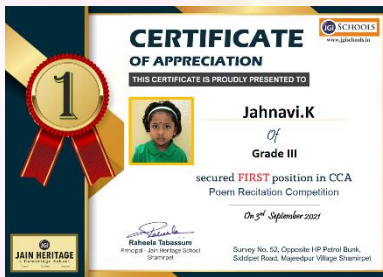 JGI SCHOOLS
www.jgischools.in
CERTIFICATE
OF APPRECIATION
THIS CERTIFICATE IS PROUDLY PRESENTED TO
1
Jahnavi.K
Of
Grade III
secured FIRST position in CCA
Poem Recitation Competition
On 3rd September 2021
Raheela Tabassum
Principal - Jain Heritage School
Shamirpet
Survey No. 52, Opposite HP Petrol Bunk,
Siddipet Road, Majeedpur Village Shamirpet
JGI
JAIN HERITAGE